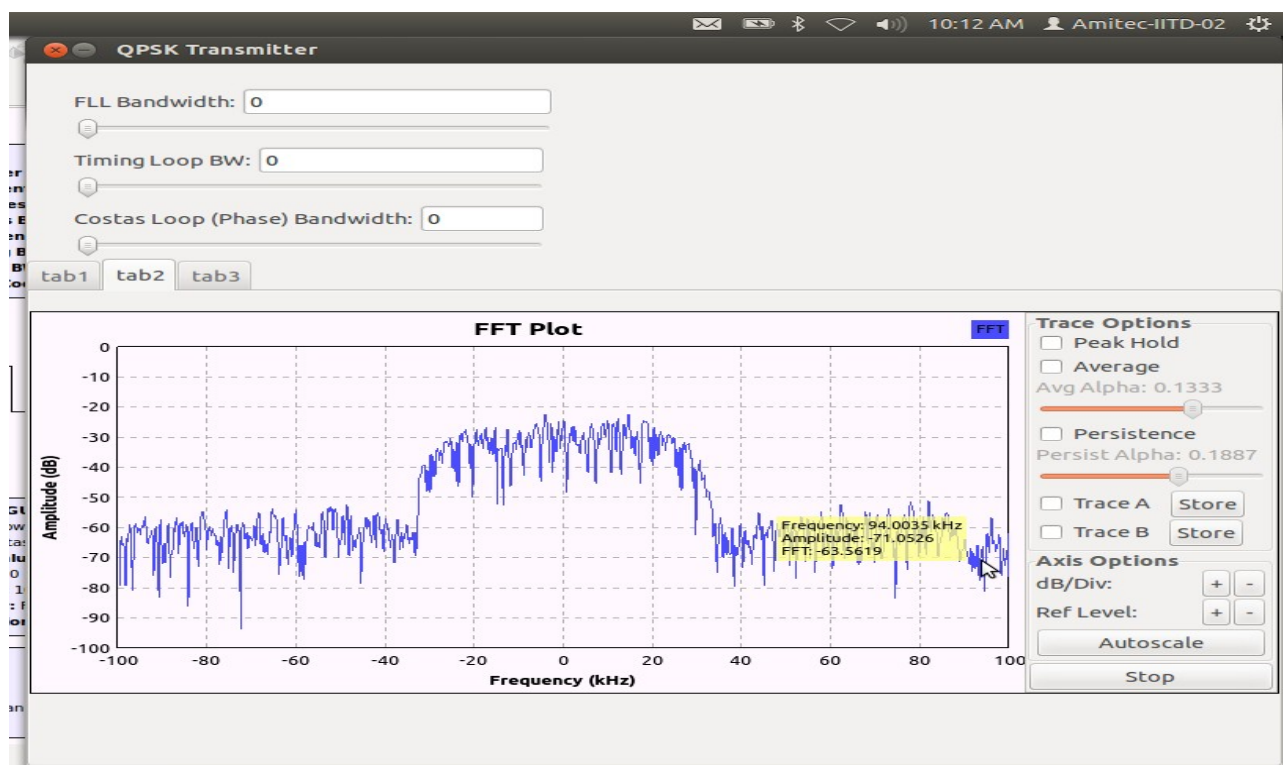 10:12 AM Amitec-IITD-02
QPSK Transmitter
FLL Bandwidth: 0
Timing Loop BW: 0
Costas Loop (Phase) Bandwidth: 0
tab1 tab2 tab3
FFT Plot
FFT
Amplitude (dB)
0
-10
-20
-30
-40
-50
-60
-70
-80
-90
-100
Frequency: 94.0035 kHz
Amplitude: -71.0526
FFT: -63.5619
-100 -80 -60 -40 -20 0 20 40 60 80 100
Frequency (kHz)
Trace Options
Peak Hold
Average
Avg Alpha: 0.1333
Persistence
Persist Alpha: 0.1887
Trace A Store
Trace B Store
Axis Options
dB/Div: + -
Ref Level: + -
Autoscale
Stop